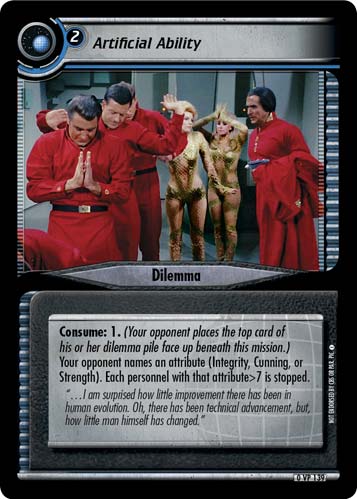 2
Artificial Ability
Dilemma
Consume: 1. (Your opponent places the top card of
his or her dilemma pile face up beneath this mission.)
Your opponent names an attribute (Integrity, Cunning, or
Strength). Each personnel with that attribute>7 is stopped.
“…I am surprised how little improvement there has been in
human evolution. Oh, there has been technical advancement, but,
how little man himself has changed.”
NOT ENDORSED BY CBS OR PAR. PIC.
0 VP 139